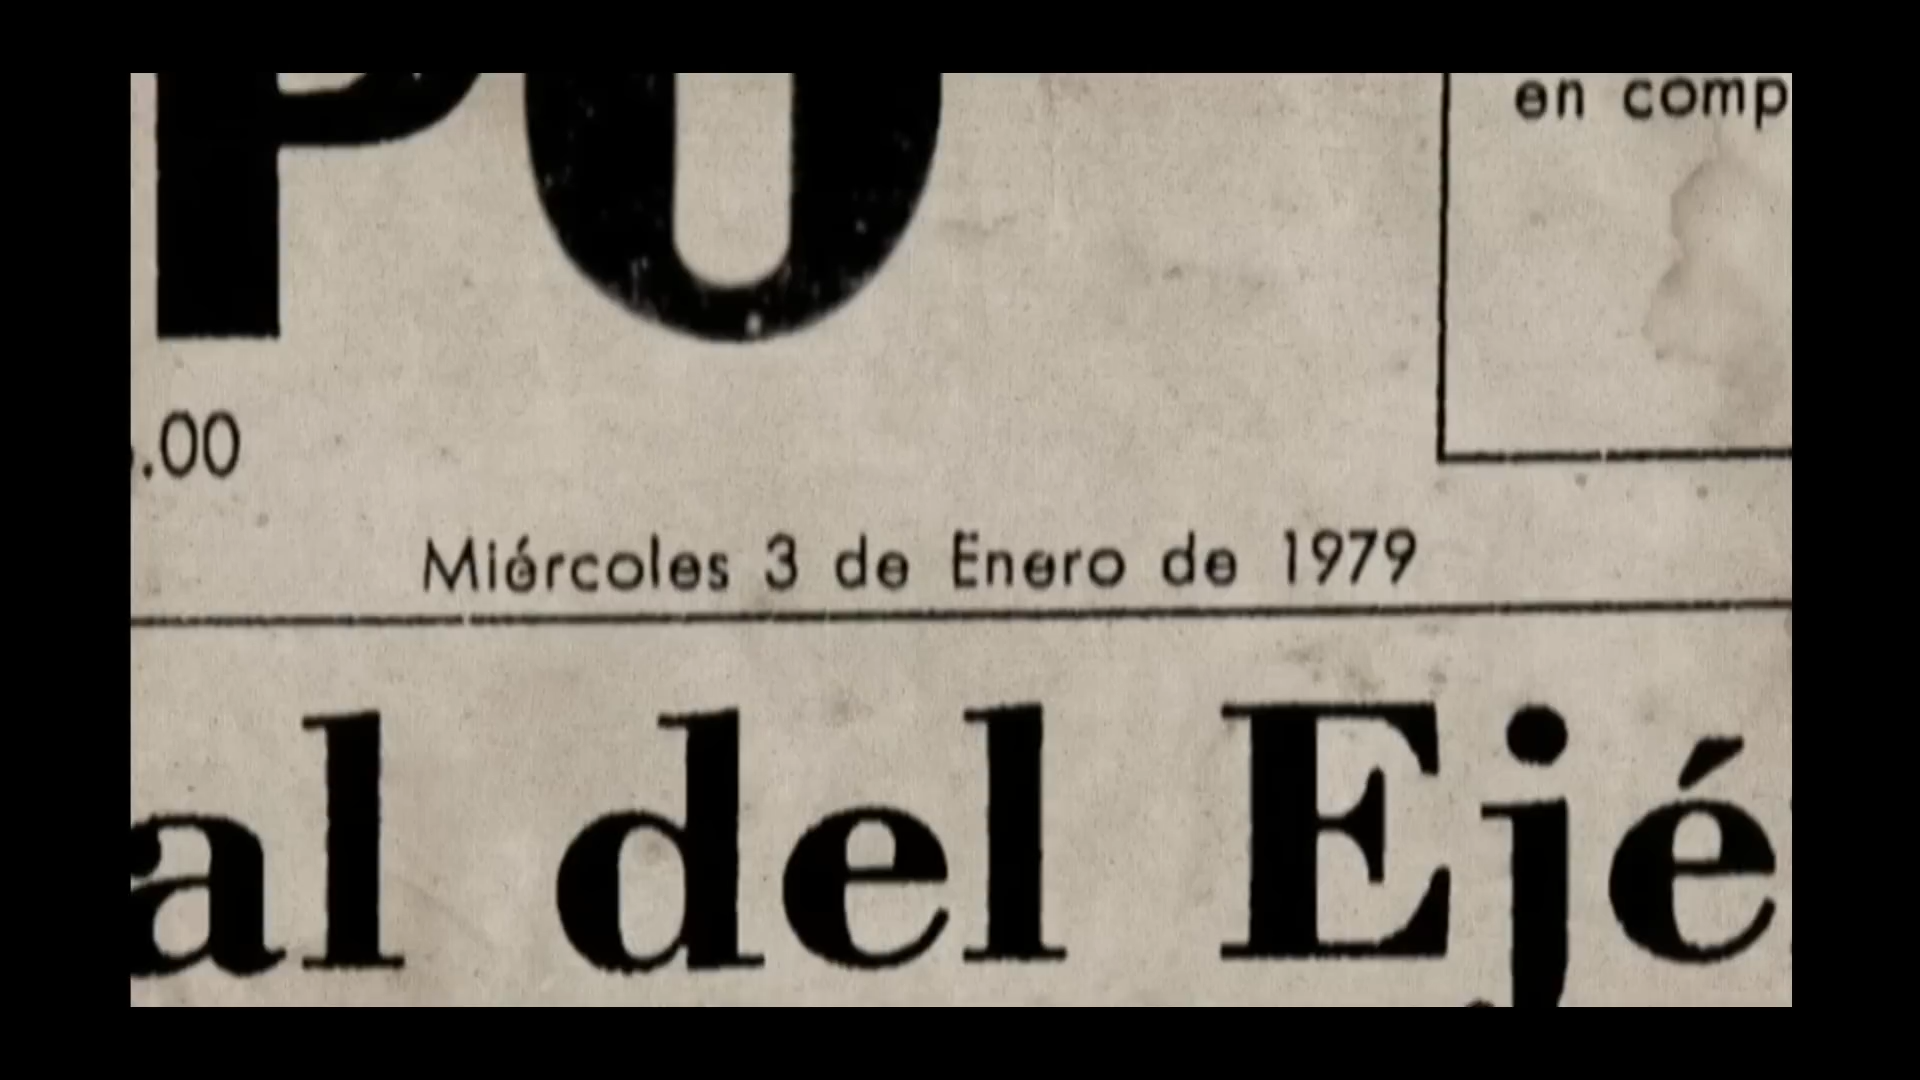 PO
en comp
.00
Miércoles 3 de Enero de 1979
al del Ejé